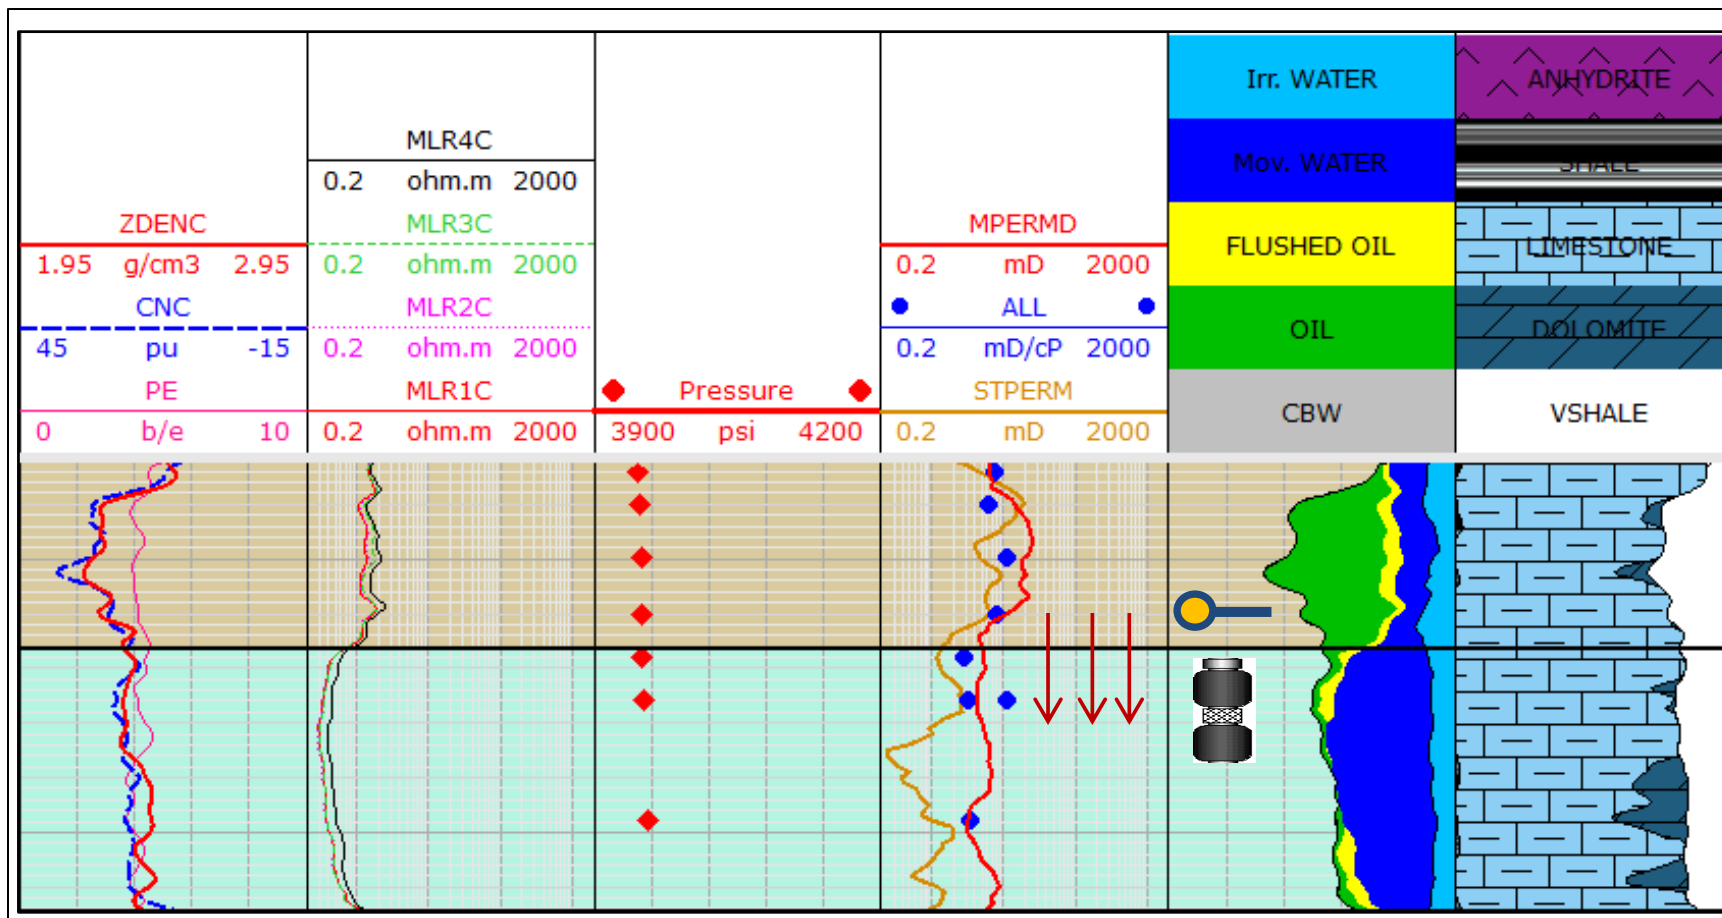 ZDENC
1.95 g/cm3 2.95
CNC
45 pu -15
PE
0 b/e 10
MLR4C
0.2 ohm.m 2000
MLR3C
0.2 ohm.m 2000
MLR2C
0.2 ohm.m 2000
MLR1C
0.2 ohm.m 2000
Pressure
3900 psi 4200
MPERMD
0.2 mD 2000
ALL
0.2 mD/cP 2000
STPERM
0.2 mD 2000
Irr. WATER
Mov. WATER
FLUSHED OIL
OIL
CBW
ANHYDRITE
SHALE
LIMESTONE
DOLOMITE
VSHALE